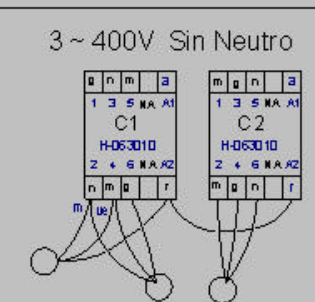 3 ~ 400V Sin Neutro
g n m a m g n a
1 3 5 NA A1 1 3 5 NA A1
C1 C2
H-063010 H-063010
2 4 6 NA A2 2 4 6 NA A2
n m g r m g n r
m